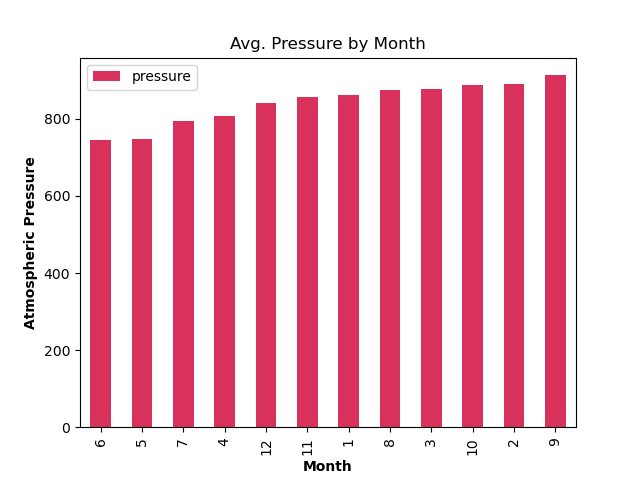 Avg. Pressure by Month
pressure
Atmospheric Pressure
800
600
400
200
0
6 5 7 4 12 11 1 8 3 10 2 9
Month